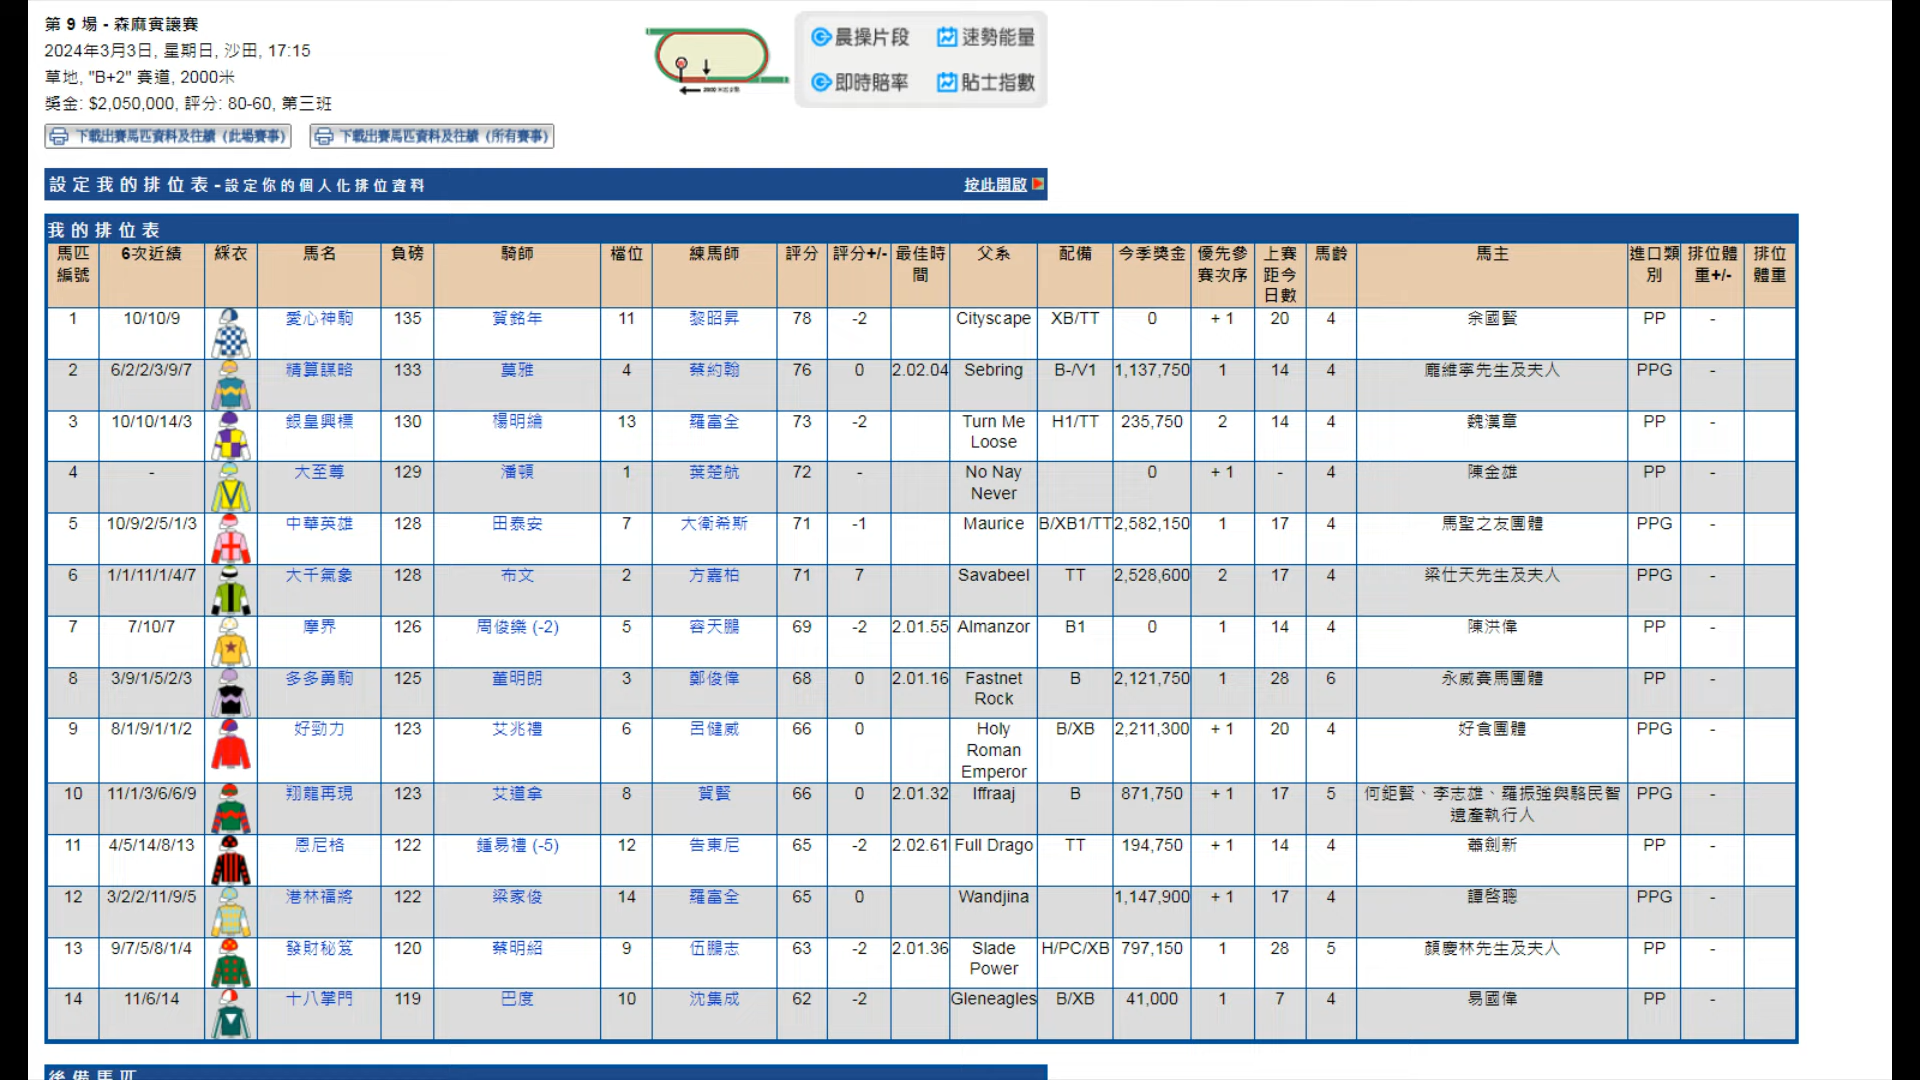 第 9 場 - 森麻實讓賽
2024年3月3日, 星期日, 沙田, 17:15
草地, "B+2" 賽道, 2000米
獎金: $2,050,000, 評分: 80-60, 第三班
晨操片段 速勢能量
即時賠率 貼士指數
下載出賽馬匹資料及往績 (此場賽事) 下載出賽馬匹資料及往績 (所有賽事)
設定我的排位表-設定你的個人化排位資料 按此開啟
我的排位表
馬匹編號 6次近績 綵衣 馬名 負磅 騎師 檔位 練馬師 評分 評分+/- 最佳時間 父系 配備 今季獎金 優先參賽次序 上賽距今日數 馬齡 馬主 進口類別 排位體重+/- 排位體重
1 10/10/9 愛心神駒 135 賀銘年 11 黎昭昇 78 -2 Cityscape XB/TT 0 + 1 20 4 余國賢 PP -
2 6/2/2/3/9/7 精算謀略 133 莫雅 4 蔡約翰 76 0 2.02.04 Sebring B-/V1 1,137,750 1 14 4 龐維寧先生及夫人 PPG -
3 10/10/14/3 銀皇興標 130 楊明綸 13 羅富全 73 -2 Turn Me Loose H1/TT 235,750 2 14 4 魏漢章 PP -
4 - 大至尊 129 潘頓 1 葉楚航 72 - No Nay Never 0 + 1 - 4 陳金雄 PP -
5 10/9/2/5/1/3 中華英雄 128 田泰安 7 大衛希斯 71 -1 Maurice B/XB1/TT 2,582,150 1 17 4 馬聖之友團體 PPG -
6 1/1/11/1/4/7 大千氣象 128 布文 2 方嘉柏 71 7 Savabeel TT 2,528,600 2 17 4 梁仕天先生及夫人 PPG -
7 7/10/7 摩界 126 周俊樂 (-2) 5 容天鵬 69 -2 2.01.55 Almanzor B1 0 1 14 4 陳洪偉 PP -
8 3/9/1/5/2/3 多多勇駒 125 董明朗 3 鄭俊偉 68 0 2.01.16 Fastnet Rock B 2,121,750 1 28 6 永威賽馬團體 PP -
9 8/1/9/1/1/2 好勁力 123 艾兆禮 6 呂健威 66 0 Holy Roman Emperor B/XB 2,211,300 + 1 20 4 好食團體 PPG -
10 11/1/3/6/6/9 翔龍再現 123 艾道拿 8 賀賢 66 0 2.01.32 Iffraaj B 871,750 + 1 17 5 何鉅賢、李志雄、羅振強與駱民智遺產執行人 PPG -
11 4/5/14/8/13 恩尼格 122 鍾易禮 (-5) 12 告東尼 65 -2 2.02.61 Full Drago TT 194,750 + 1 14 4 蕭劍新 PP -
12 3/2/2/11/9/5 港林福將 122 梁家俊 14 羅富全 65 0 Wandjina 1,147,900 + 1 17 4 譚啓聰 PPG -
13 9/7/5/8/1/4 發財秘笈 120 蔡明紹 9 伍鵬志 63 -2 2.01.36 Slade Power H/PC/XB 797,150 1 28 5 顏慶林先生及夫人 PP -
14 11/6/14 十八掌門 119 巴度 10 沈集成 62 -2 Gleneagles B/XB 41,000 1 7 4 易國偉 PP -
後備馬匹